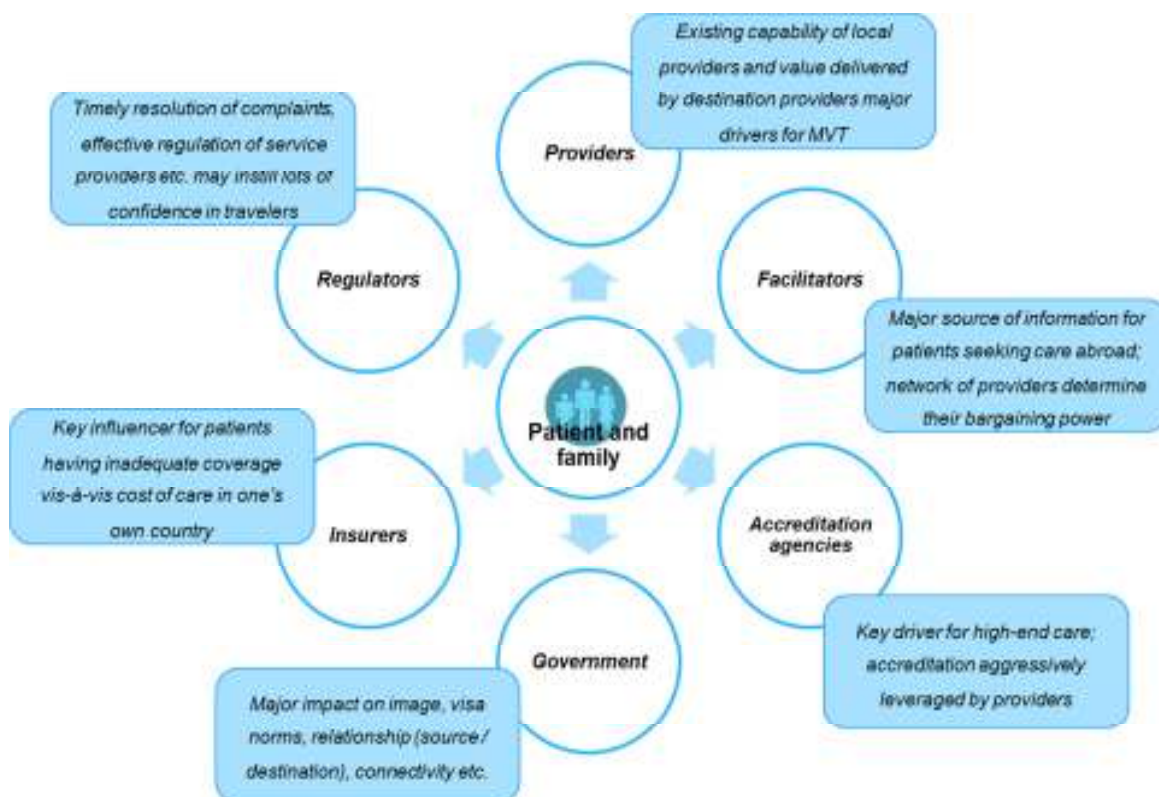 Existing capability of local
providers and value delivered
by destination providers major
drivers for MVT
Providers
Timely resolution of complaints,
effective regulation of service
providers etc. may instill lots of
confidence in travelers
Regulators
Facilitators
Major source of information for
patients seeking care abroad;
network of providers determine
their bargaining power
Patient and
family
Key influencer for patients
having inadequate coverage
vis-à-vis cost of care in one's
own country
Insurers
Accreditation
agencies
Key driver for high-end care;
accreditation aggressively
leveraged by providers
Government
Major impact on image, visa
norms, relationship (source /
destination), connectivity etc.